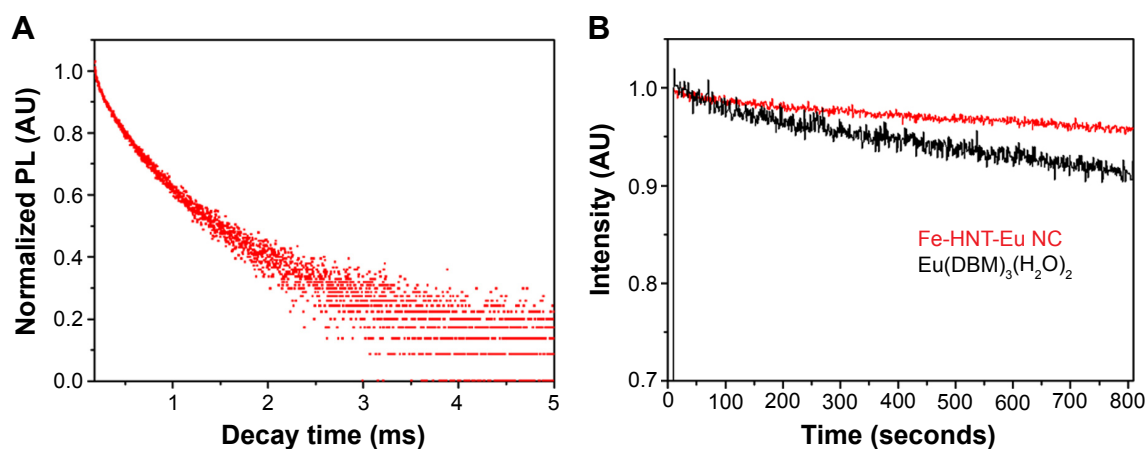 A
Normalized PL (AU)
1.0
0.8
0.6
0.4
0.2
0.0
1 2 3 4 5
Decay time (ms)
B
Intensity (AU)
1.0
0.9
0.8
0.7
Fe-HNT-Eu NC
Eu(DBM)₃(H₂O)₂
0 100 200 300 400 500 600 700 800
Time (seconds)